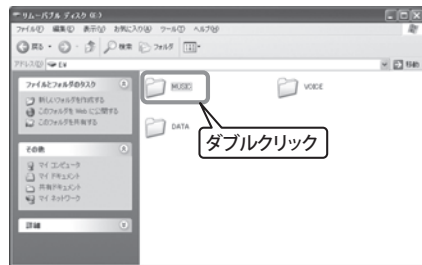 リムーバブル ディスク (E:)
ファイル(F) 編集(E) 表示(V) お気に入り(A) ツール(T) ヘルプ(H)
戻る 検索 フォルダ
アドレス(D) E:¥ 移動
ファイルとフォルダのタスク
新しいフォルダを作成する
このフォルダを Web に公開する
このフォルダを共有する
その他
マイ コンピュータ
マイ ドキュメント
共有ドキュメント
マイ ネットワーク
詳細
MUSIC
VOICE
DATA
ダブルクリック